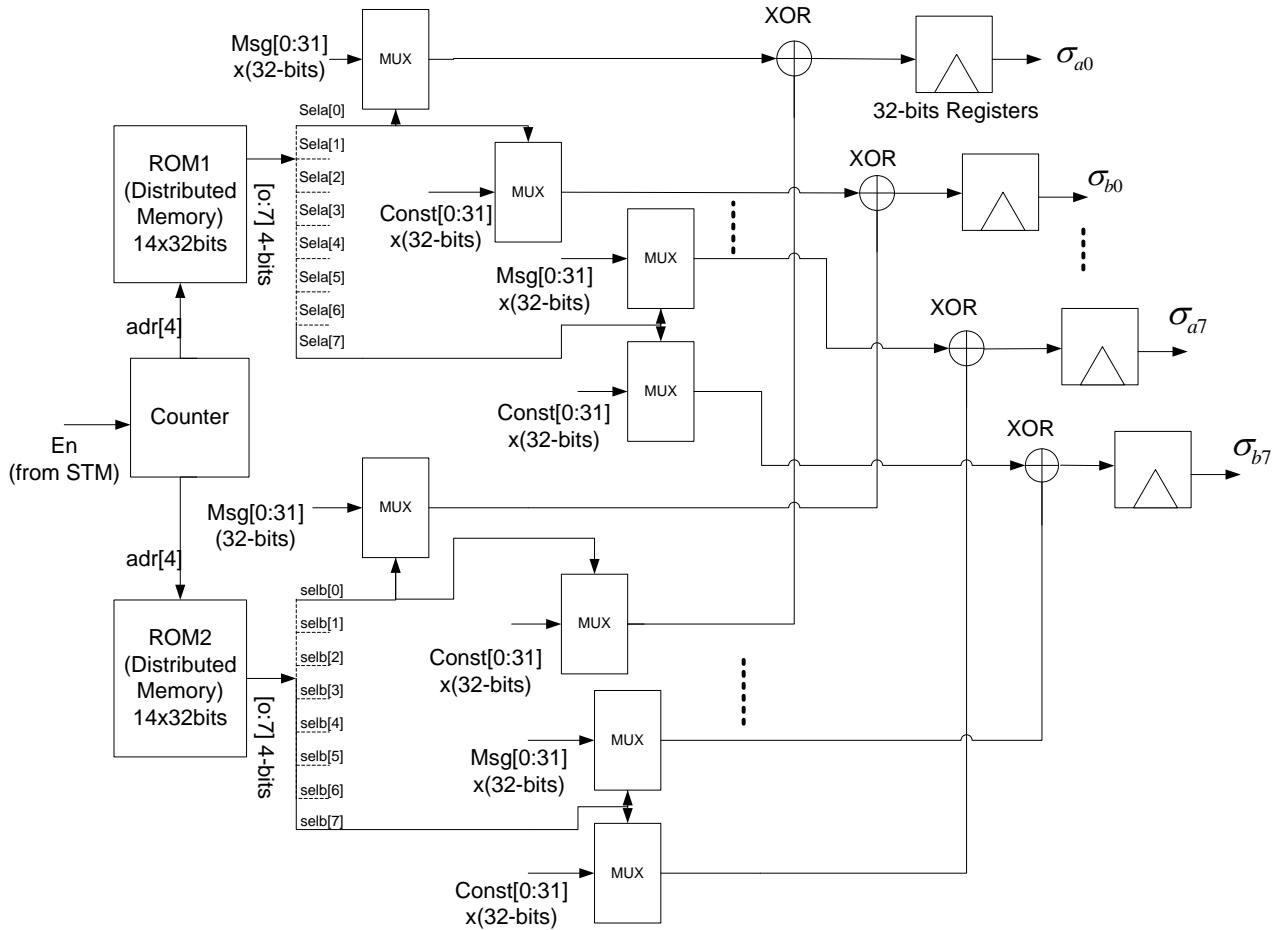 XOR
Msg[0:31]
x(32-bits)
MUX
σa0
32-bits Registers
Sela[0]
ROM1
(Distributed
Memory)
14x32bits
[o:7] 4-bits
Sela[1]
Sela[2]
Sela[3]
Sela[4]
Sela[5]
Sela[6]
Sela[7]
MUX
Const[0:31]
x(32-bits)
XOR
σb0
Msg[0:31]
x(32-bits)
MUX
adr[4]
XOR
σa7
Counter
En
(from STM)
Const[0:31]
x(32-bits)
MUX
XOR
σb7
Msg[0:31]
(32-bits)
MUX
adr[4]
ROM2
(Distributed
Memory)
14x32bits
[o:7] 4-bits
selb[0]
selb[1]
selb[2]
selb[3]
selb[4]
selb[5]
selb[6]
selb[7]
Const[0:31]
x(32-bits)
MUX
Msg[0:31]
x(32-bits)
MUX
Const[0:31]
x(32-bits)
MUX